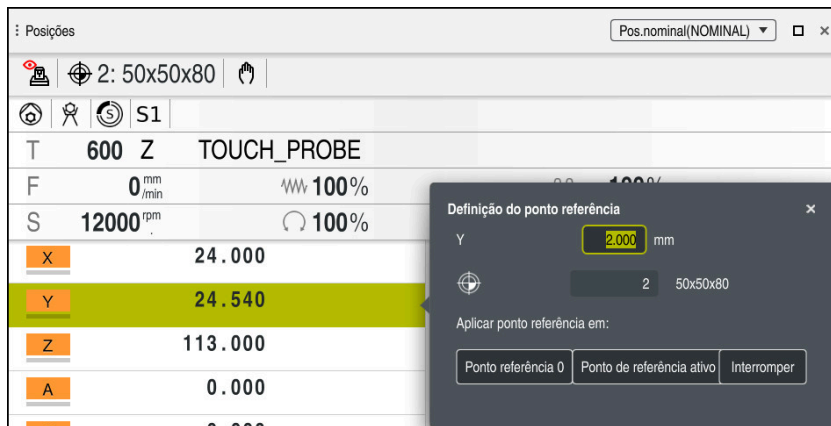 Posições
Pos.nominal(NOMINAL)
2: 50x50x80
S S1
T 600 Z TOUCH_PROBE
F 0 mm/min 100% 100%
S 12000 rpm 100%
X 24.000
Y 24.540
Z 113.000
A 0.000
Definição do ponto referência
Y 2.000 mm
2 50x50x80
Aplicar ponto referência em:
Ponto referência 0 Ponto de referência ativo Interromper